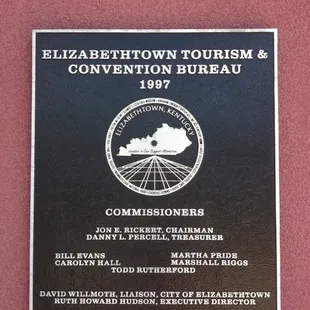 ELIZABETHTOWN TOURISM &
CONVENTION BUREAU
1997
ELIZABETHTOWN, KENTUCKY
COMMISSIONERS
JON E. RICKERT, CHAIRMAN
DANNY L. PERCELL, TREASURER
BILL EVANS MARTHA PRIDE
CAROLYN HALL MARSHALL RIGGS
TODD RUTHERFORD
DAVID WILLMOTH, LIAISON, CITY OF ELIZABETHTOWN
RUTH HOWARD HUDSON, EXECUTIVE DIRECTOR